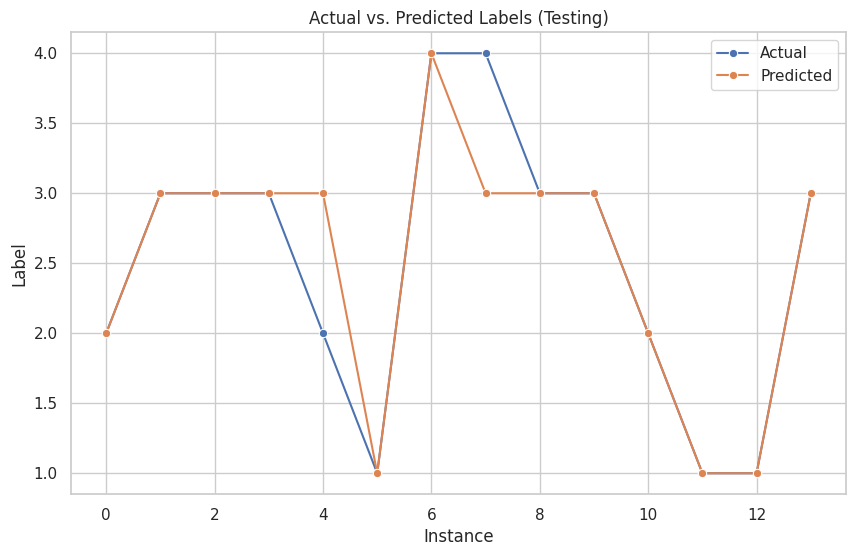 Actual vs. Predicted Labels (Testing)
Actual
Predicted
4.0
3.5
3.0
2.5
2.0
1.5
1.0
Label
0 2 4 6 8 10 12
Instance